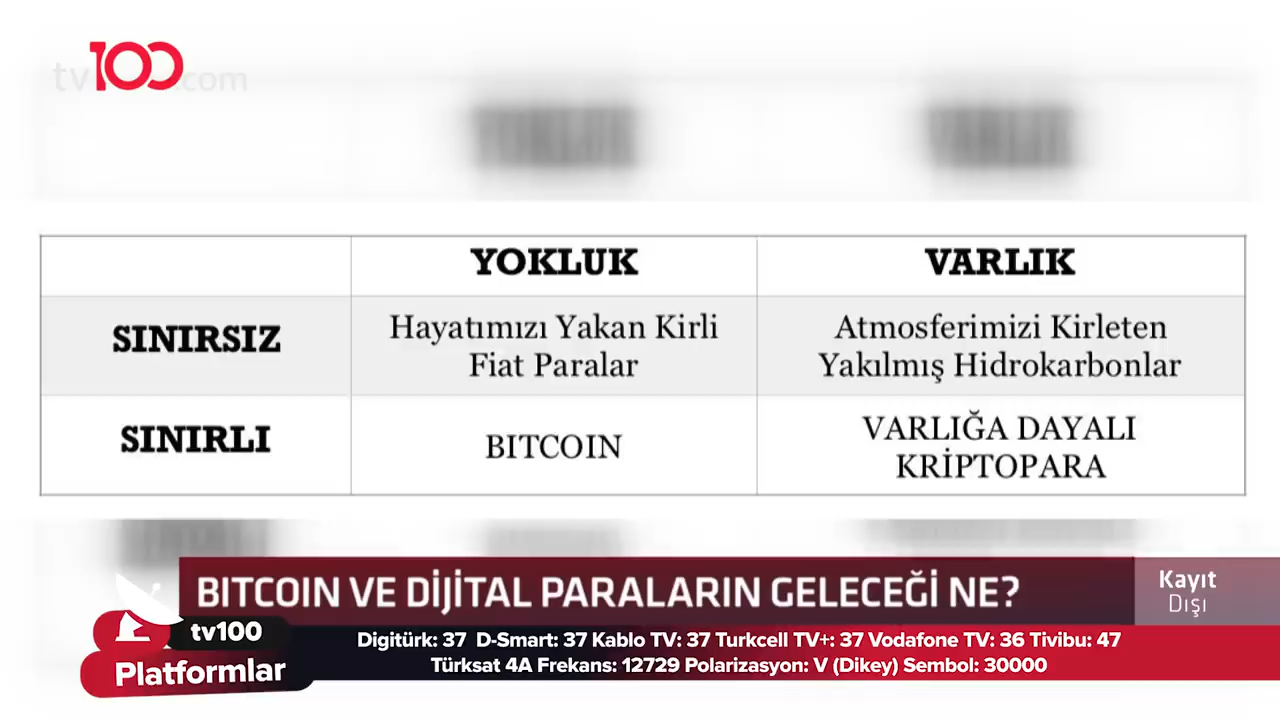 tv100.com
YOKLUK
VARLIK
YOKLUK
VARLIK
SINIRSIZ
Hayatımızı Yakan Kirli
Fiat Paralar
Atmosferimizi Kirleten
Yakılmış Hidrokarbonlar
SINIRLI
BITCOIN
VARLIĞA DAYALI
KRİPTOPARA
BITCOIN VE DİJİTAL PARALARIN GELECEĞİ NE?
Kayıt
Dışı
tv100
Platformlar
Digitürk: 37 D-Smart: 37 Kablo TV: 37 Turkcell TV+: 37 Vodafone TV: 36 Tivibu: 47
Türksat 4A Frekans: 12729 Polarizasyon: V (Dikey) Sembol: 30000